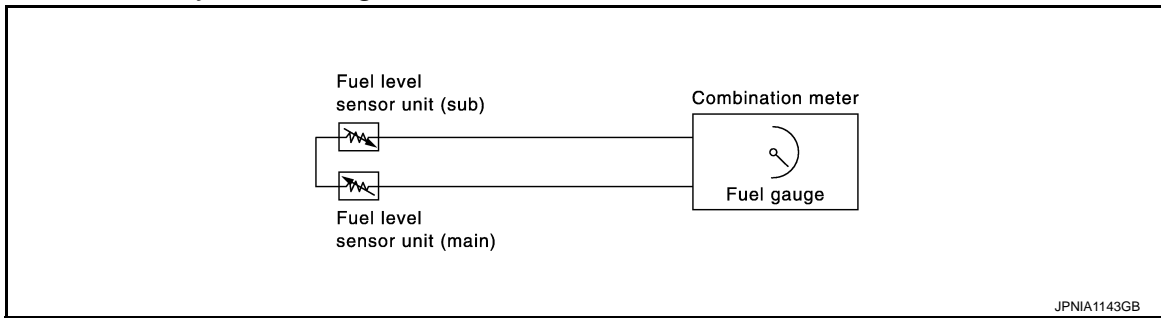 Fuel level
sensor unit (sub)
Combination meter
Fuel gauge
Fuel level
sensor unit (main)
JPNIA1143GB